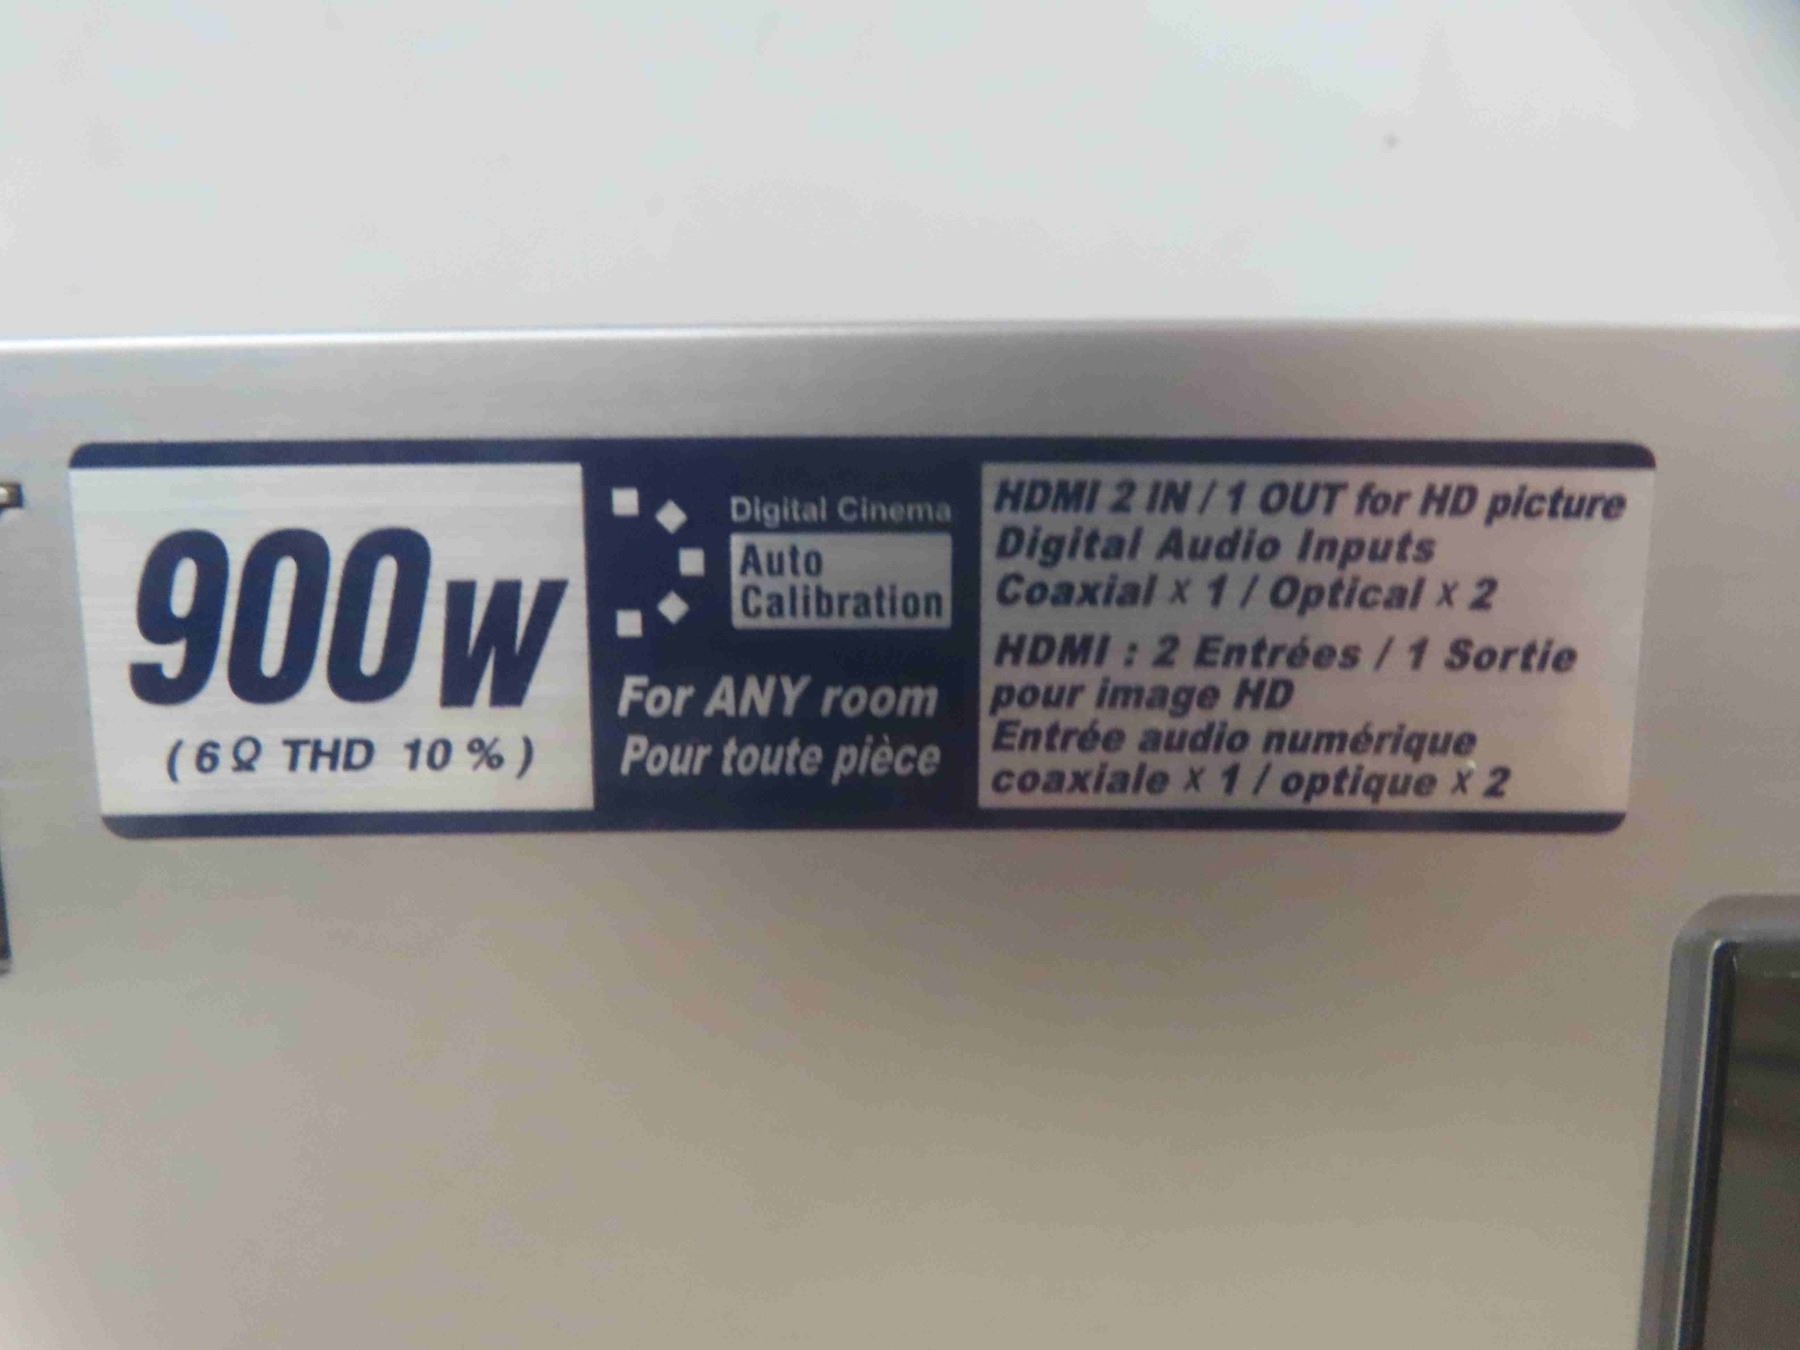 900W
(6Ω THD 10%)
Digital Cinema
Auto
Calibration
For ANY room
Pour toute pièce
HDMI 2 IN / 1 OUT for HD picture
Digital Audio Inputs
Coaxial x 1 / Optical x 2
HDMI : 2 Entrées / 1 Sortie
pour image HD
Entrée audio numérique
coaxiale x 1 / optique x 2